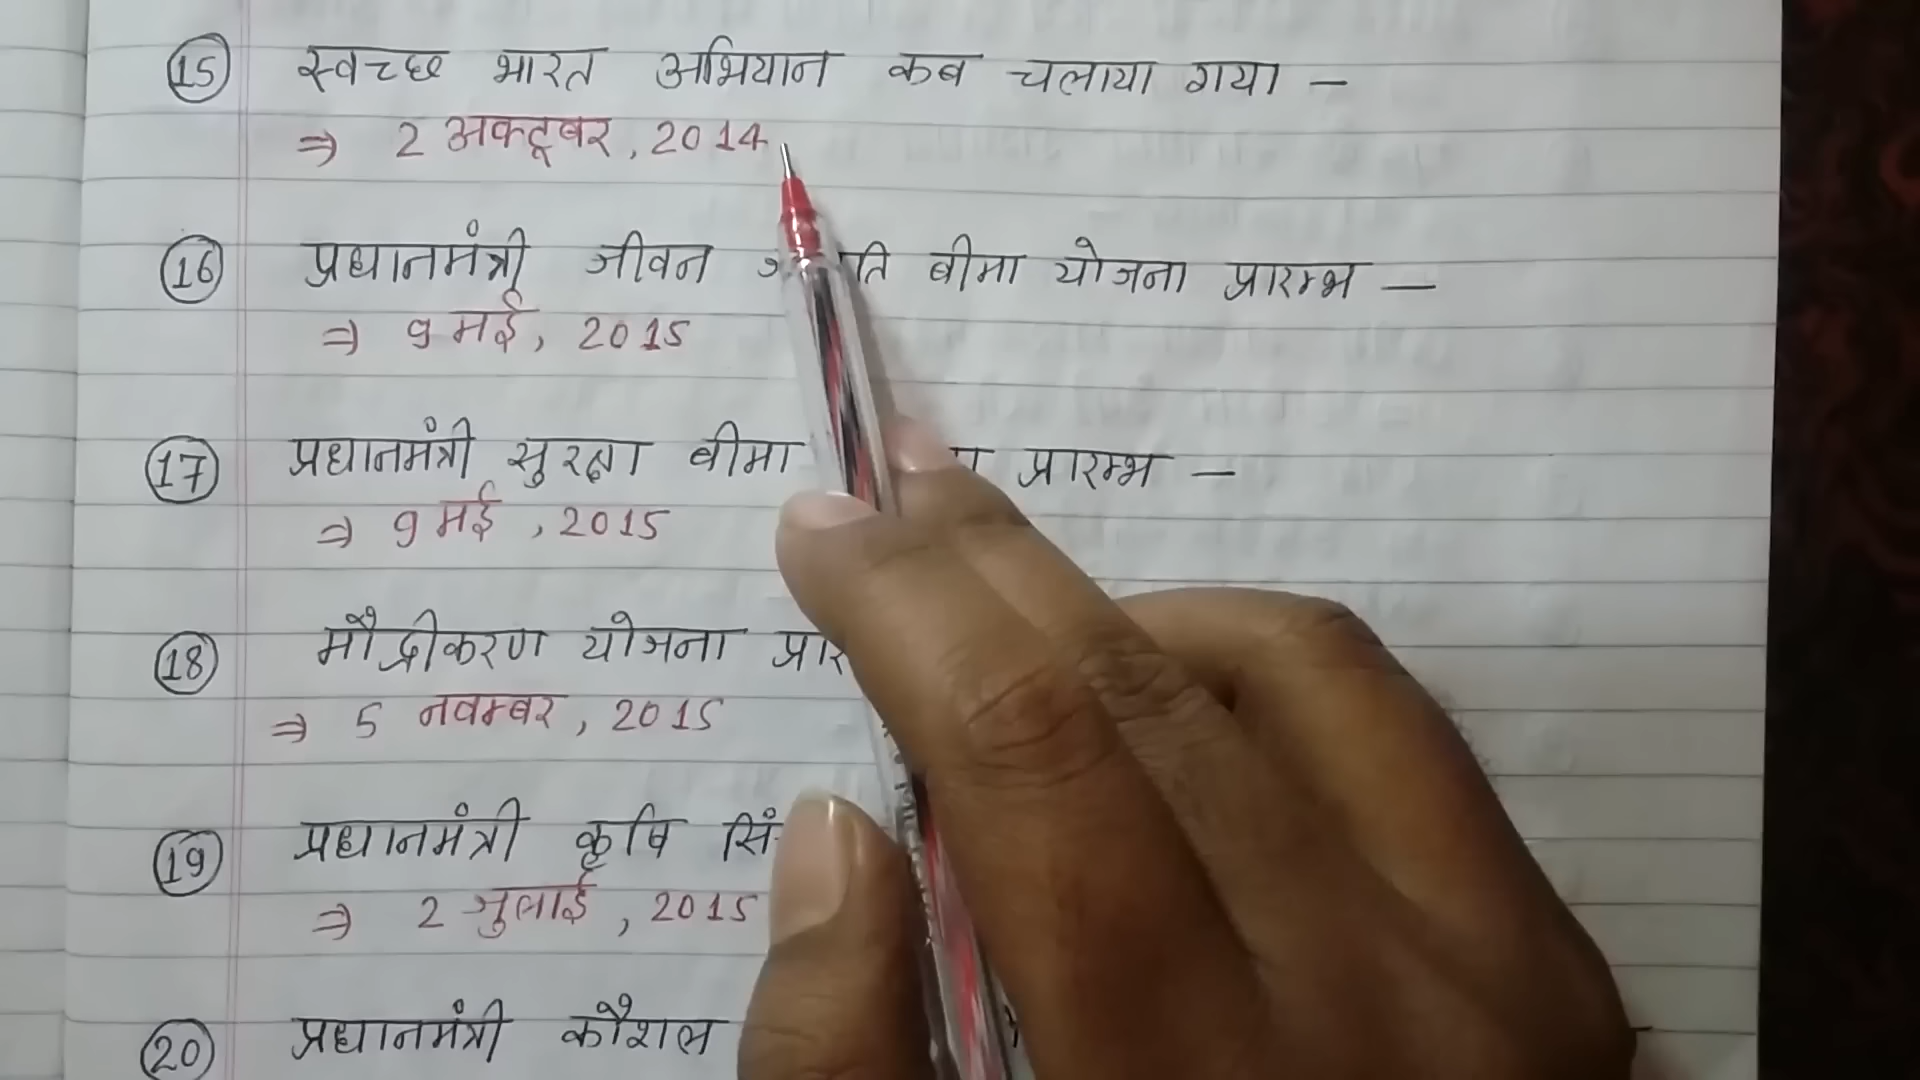 15 स्वच्छ भारत अभियान कब चलाया गया -
⇒ 2 अक्टूबर, 2014
16 प्रधानमंत्री जीवन ति बीमा योजना प्रारम्भ -
⇒ 9 मई, 2015
17 प्रधानमंत्री सुरक्षा बीमा प्रारम्भ -
⇒ 9 मई, 2015
18 मौद्रीकरण योजना प्रार
⇒ 5 नवम्बर, 2015
19 प्रधानमंत्री कृषि सिं
⇒ 2 जुलाई, 2015
20 प्रधानमंत्री कौशल